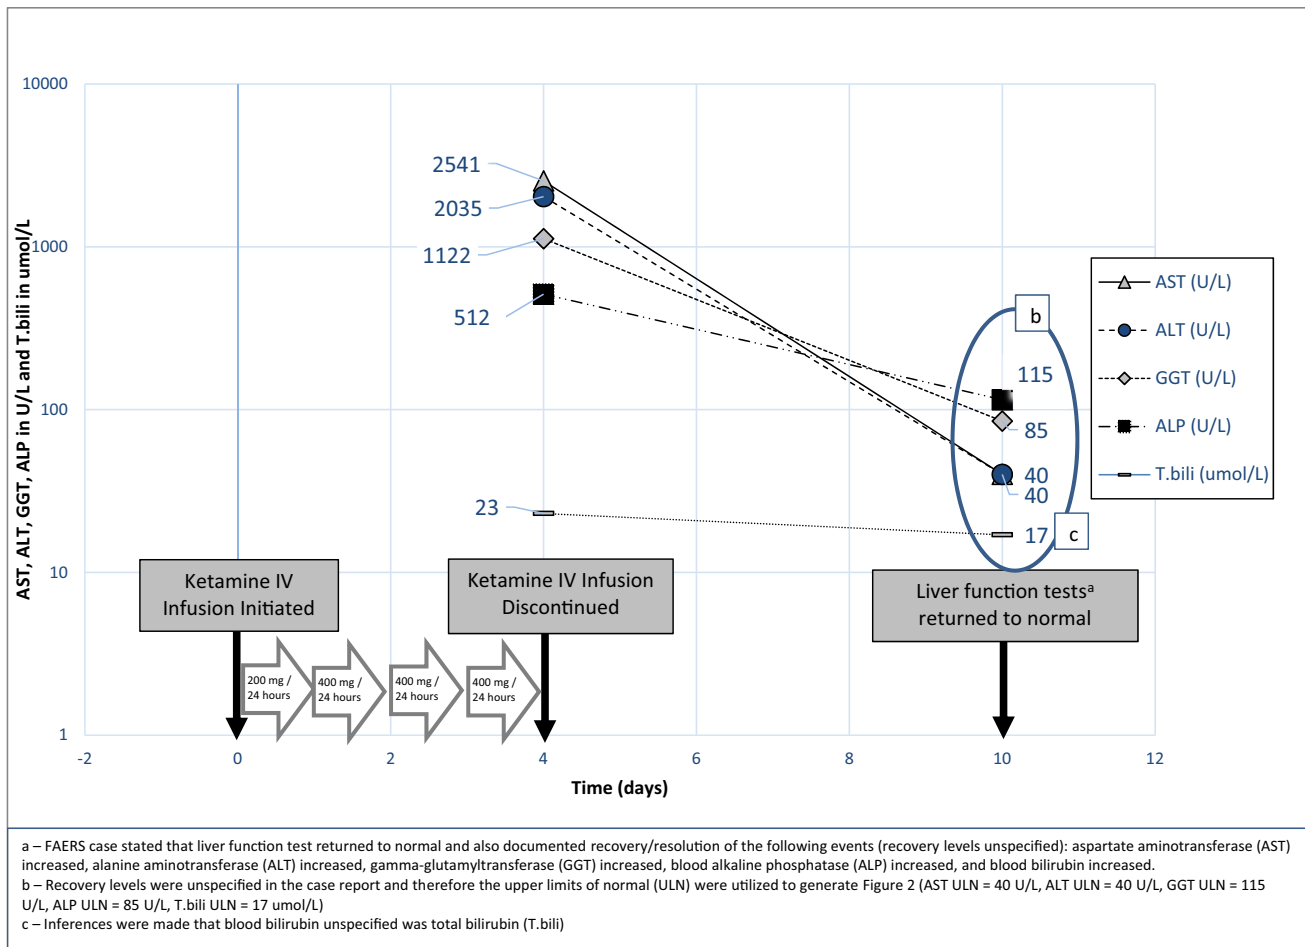 AST, ALT, GGT, ALP in U/L and T.bili in umol/L
10000
1000
100
10
1
-2
0
2
4
6
8
10
12
Time (days)
2541
2035
1122
512
23
b
115
85
40
40
17
c
AST (U/L)
ALT (U/L)
GGT (U/L)
ALP (U/L)
T.bili (umol/L)
Ketamine IV
Infusion Initiated
Ketamine IV Infusion
Discontinued
Liver function testsᵃ
returned to normal
200 mg /
24 hours
400 mg /
24 hours
400 mg /
24 hours
400 mg /
24 hours
a – FAERS case stated that liver function test returned to normal and also documented recovery/resolution of the following events (recovery levels unspecified): aspartate aminotransferase (AST)
increased, alanine aminotransferase (ALT) increased, gamma-glutamyltransferase (GGT) increased, blood alkaline phosphatase (ALP) increased, and blood bilirubin increased.
b – Recovery levels were unspecified in the case report and therefore the upper limits of normal (ULN) were utilized to generate Figure 2 (AST ULN = 40 U/L, ALT ULN = 40 U/L, GGT ULN = 115
U/L, ALP ULN = 85 U/L, T.bili ULN = 17 umol/L)
c – Inferences were made that blood bilirubin unspecified was total bilirubin (T.bili)